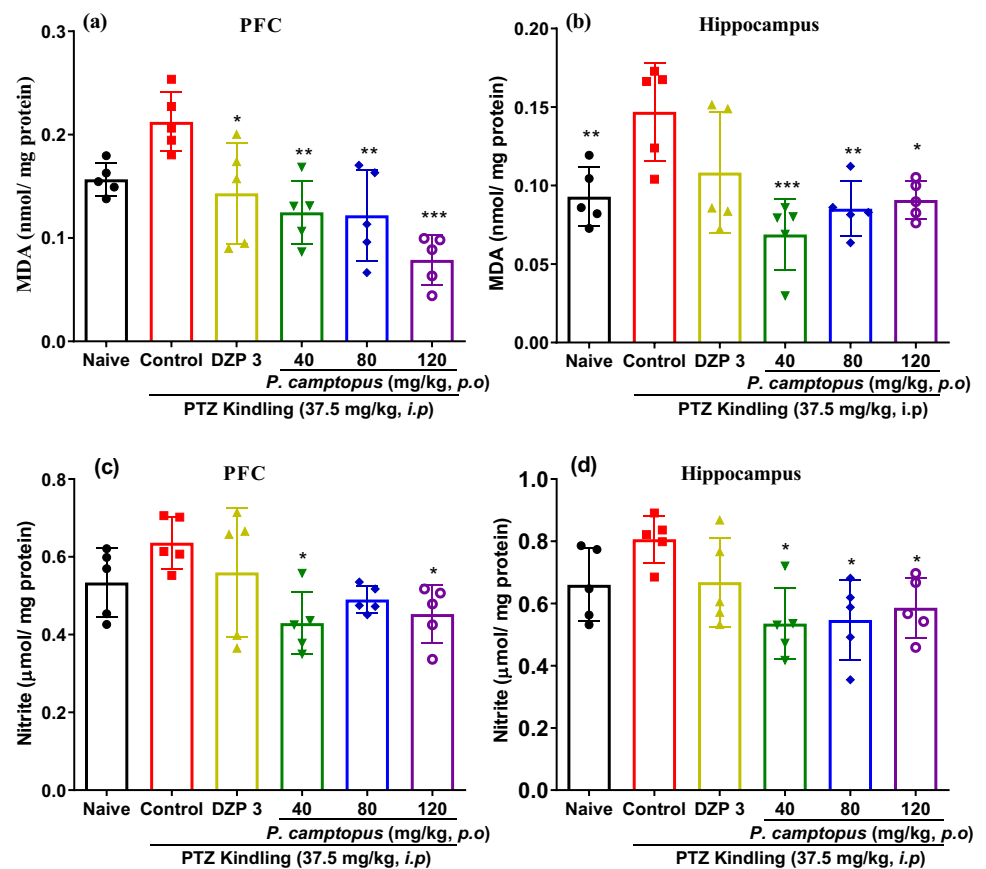 (a)
PFC
MDA (nmol/ mg protein)
0.3
0.2
0.1
0.0
*
**
**
***
Naive Control DZP 3 40 80 120
P. camptopus (mg/kg, p.o)
PTZ Kindling (37.5 mg/kg, i.p)
(b)
Hippocampus
MDA (nmol/ mg protein)
0.20
0.15
0.10
0.05
0.00
**
***
**
*
Naive Control DZP 3 40 80 120
P. camptopus (mg/kg, p.o)
PTZ Kindling (37.5 mg/kg, i.p)
(c)
PFC
Nitrite (μmol/ mg protein)
0.8
0.6
0.4
0.2
0.0
*
*
Naive Control DZP 3 40 80 120
P. camptopus (mg/kg, p.o)
PTZ Kindling (37.5 mg/kg, i.p)
(d)
Hippocampus
Nitrite (μmol/ mg protein)
1.0
0.8
0.6
0.4
0.2
0.0
*
*
*
Naive Control DZP 3 40 80 120
P. camptopus (mg/kg, p.o)
PTZ Kindling (37.5 mg/kg, i.p)